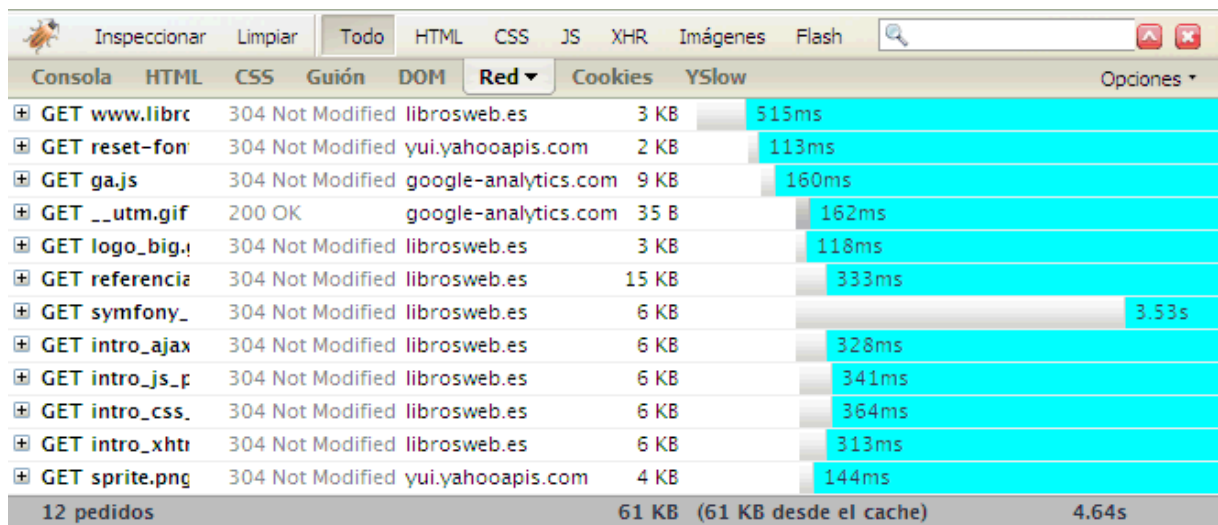 Inspeccionar Limpiar Todo HTML CSS JS XHR Imágenes Flash
Consola HTML CSS Guión DOM Red Cookies YSlow Opciones
GET www.libro 304 Not Modified librosweb.es 3 KB 515ms
GET reset-fon 304 Not Modified yui.yahooapis.com 2 KB 113ms
GET ga.js 304 Not Modified google-analytics.com 9 KB 160ms
GET __utm.gif 200 OK google-analytics.com 35 B 162ms
GET logo_big. 304 Not Modified librosweb.es 3 KB 118ms
GET referencia 304 Not Modified librosweb.es 15 KB 333ms
GET symfony_ 304 Not Modified librosweb.es 6 KB 3.53s
GET intro_ajax 304 Not Modified librosweb.es 6 KB 328ms
GET intro_js_p 304 Not Modified librosweb.es 6 KB 341ms
GET intro_css_ 304 Not Modified librosweb.es 6 KB 364ms
GET intro_xht 304 Not Modified librosweb.es 6 KB 313ms
GET sprite.png 304 Not Modified yui.yahooapis.com 4 KB 144ms
12 pedidos 61 KB (61 KB desde el cache) 4.64s